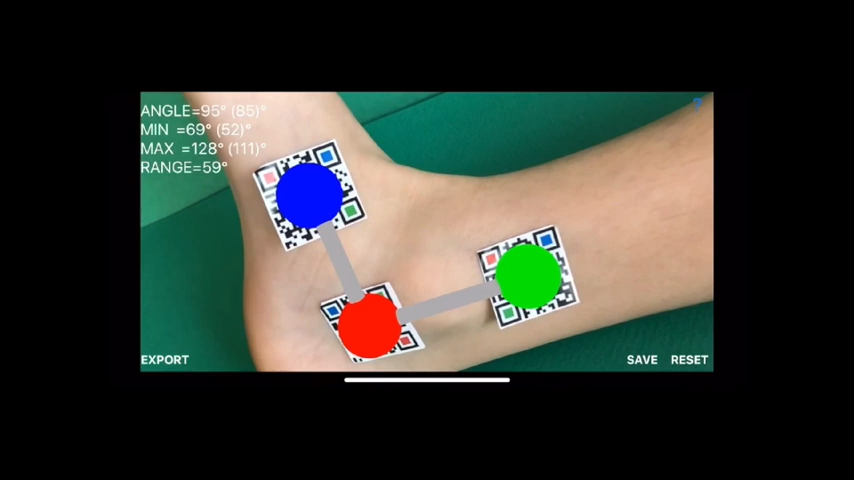 ANGLE=95° (85)°
MIN =69° (52)°
MAX =128° (111)°
RANGE=59°
?
EXPORT SAVE RESET